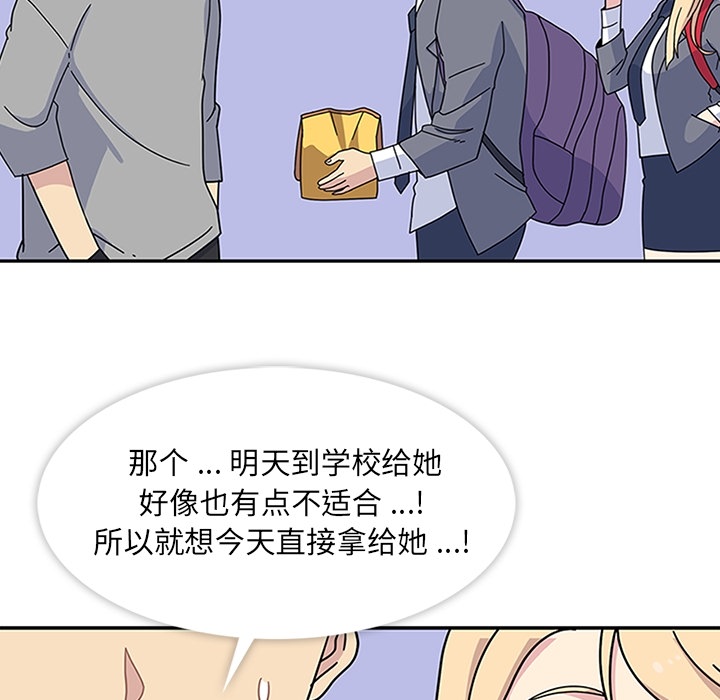 那个 ... 明天到学校给她
好像也有点不适合 ...!
所以就想今天直接拿给她 ...!